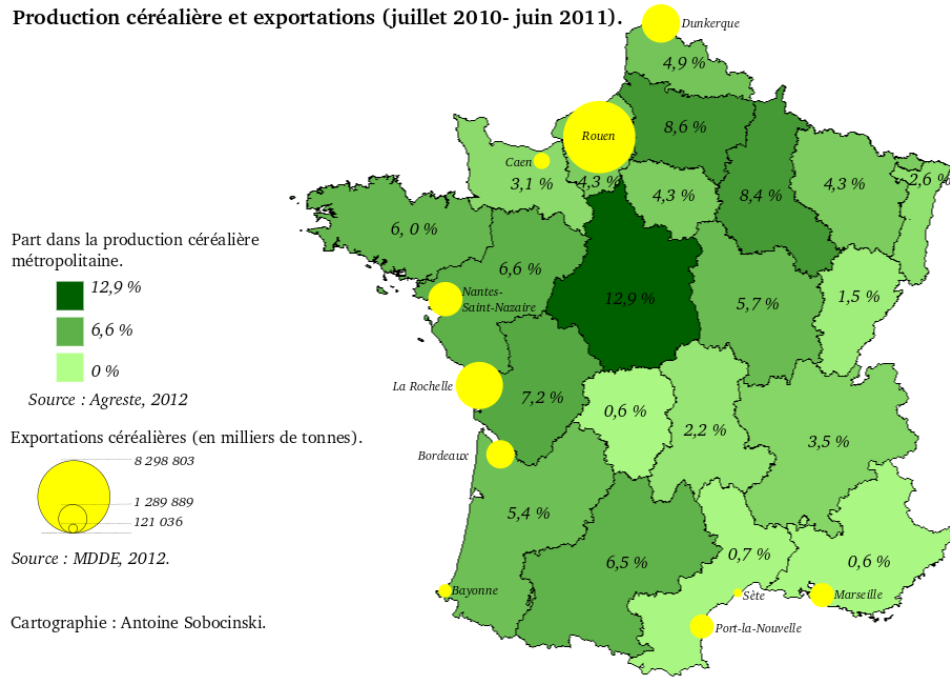 Production céréalière et exportations (juillet 2010- juin 2011).
Dunkerque
4,9 %
Rouen
8,6 %
Caen
3,1 %
4,3 %
4,3 %
8,4 %
4,3 %
2,6 %
6, 0 %
6,6 %
12,9 %
5,7 %
1,5 %
Nantes-
Saint-Nazaire
La Rochelle
7,2 %
0,6 %
2,2 %
3,5 %
Bordeaux
5,4 %
6,5 %
0,7 %
0,6 %
Bayonne
Sète
Marseille
Port-la-Nouvelle
Part dans la production céréalière
métropolitaine.
12,9 %
6,6 %
0 %
Source : Agreste, 2012
Exportations céréalières (en milliers de tonnes).
8 298 803
1 289 889
121 036
Source : MDDE, 2012.
Cartographie : Antoine Sobocinski.